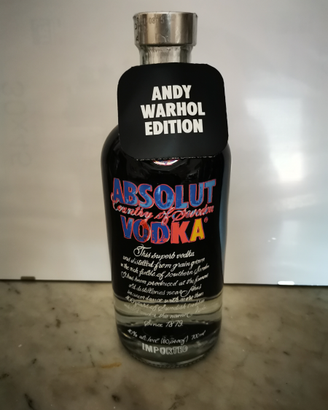 ANDY
WARHOL
EDITION
ABSOLUT
Country of Sweden
VODKA
This superb vodka
was distilled from grain grown
in the rich fields of southern Sweden
It has been produced at the famous
old distilleries near Åhus
in accordance with more than
years of Swedish
since 1879
IMPORTED